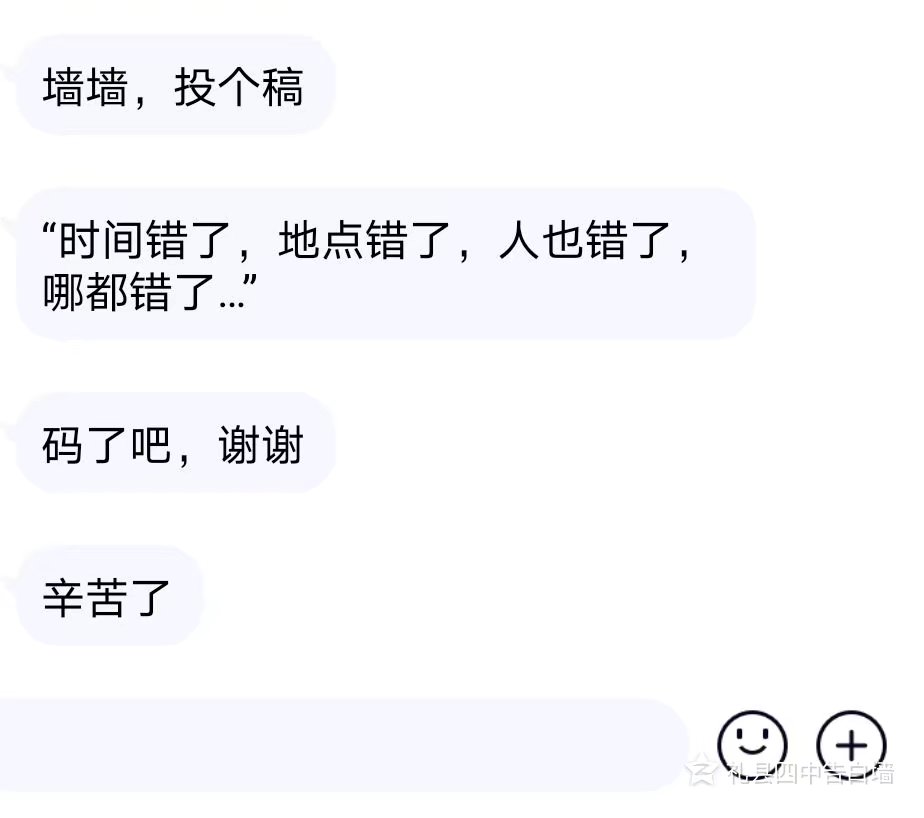 墙墙，投个稿
“时间错了，地点错了，人也错了，
哪都错了...”
码了吧，谢谢
辛苦了
礼县四中告白墙